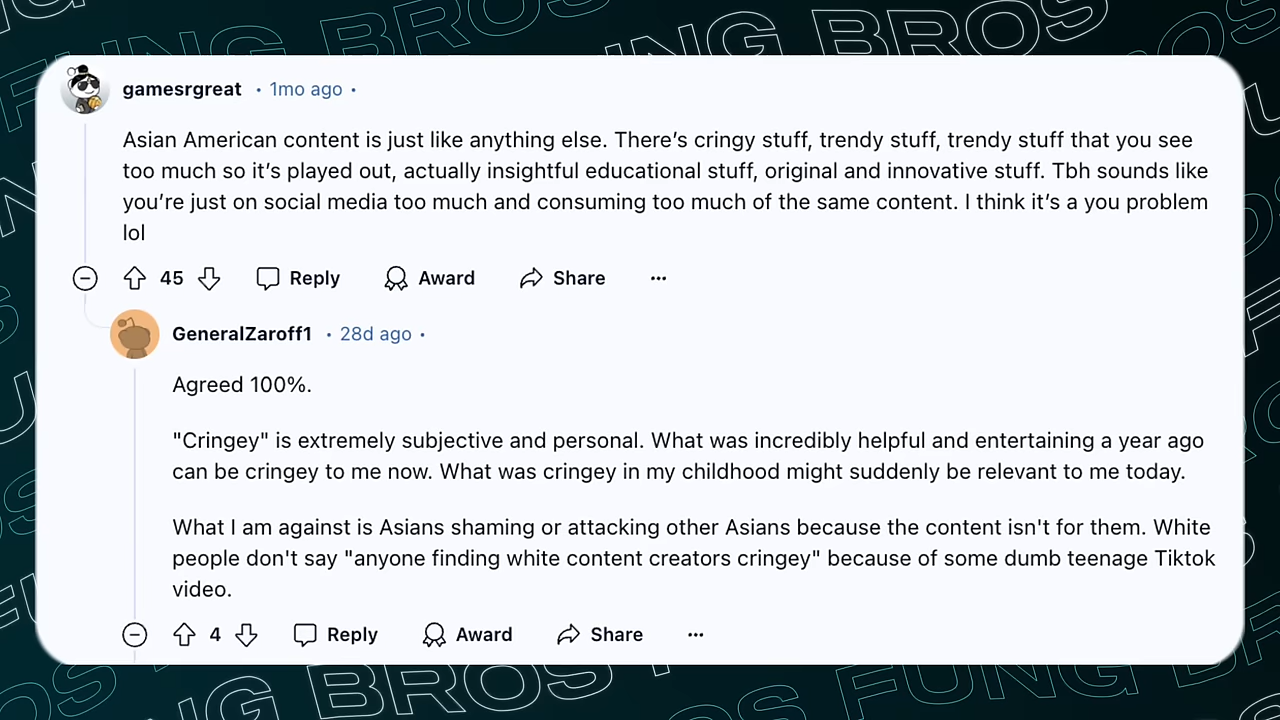 FUNG BROS
gamesrgreat • 1mo ago •
Asian American content is just like anything else. There’s cringy stuff, trendy stuff, trendy stuff that you see
too much so it’s played out, actually insightful educational stuff, original and innovative stuff. Tbh sounds like
you’re just on social media too much and consuming too much of the same content. I think it’s a you problem
lol
45 Reply Award Share
GeneralZaroff1 • 28d ago •
Agreed 100%.
"Cringey" is extremely subjective and personal. What was incredibly helpful and entertaining a year ago
can be cringey to me now. What was cringey in my childhood might suddenly be relevant to me today.
What I am against is Asians shaming or attacking other Asians because the content isn't for them. White
people don't say "anyone finding white content creators cringey" because of some dumb teenage Tiktok
video.
4 Reply Award Share
BROS FUNG BROS